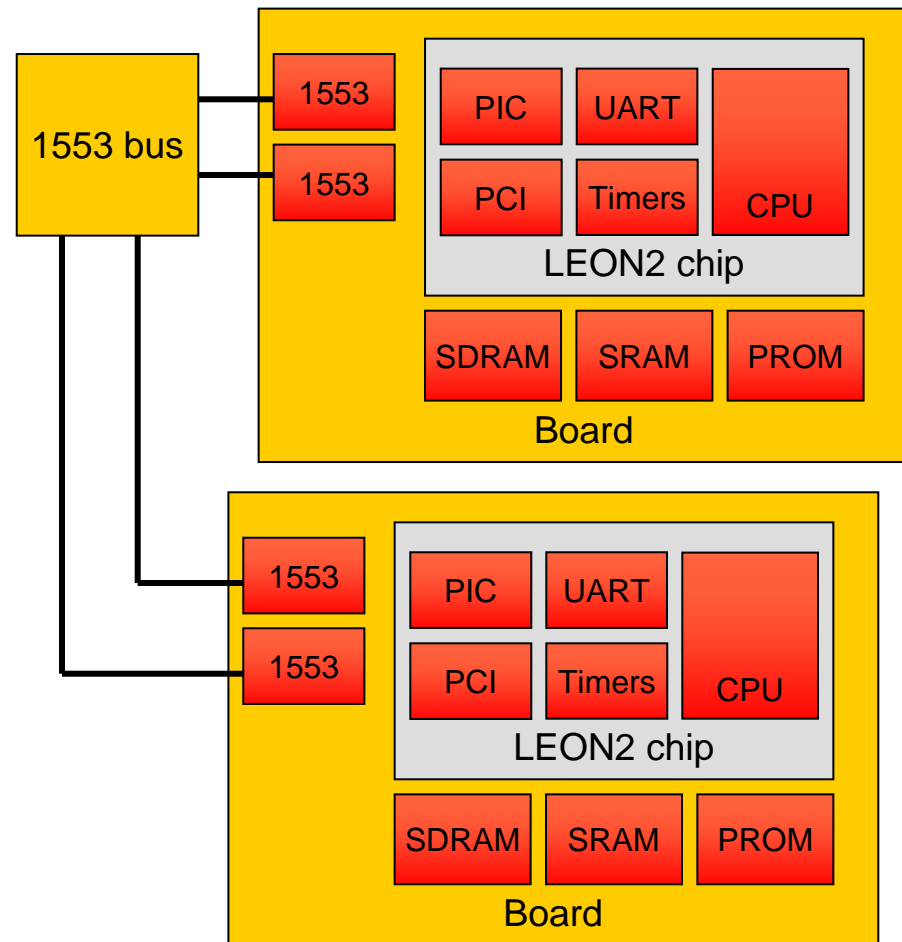 1553 bus
1553
1553
PIC
UART
PCI
Timers
CPU
LEON2 chip
SDRAM
SRAM
PROM
Board
1553
1553
PIC
UART
PCI
Timers
CPU
LEON2 chip
SDRAM
SRAM
PROM
Board